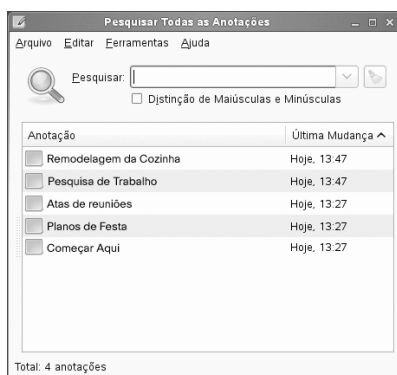 Pesquisar Todas as Anotações
Arquivo Editar Ferramentas Ajuda
Pesquisar:
Distinção de Maiúsculas e Minúsculas
Anotação Última Mudança
Remodelagem da Cozinha Hoje, 13:47
Pesquisa de Trabalho Hoje, 13:47
Atas de reuniões Hoje, 13:27
Planos de Festa Hoje, 13:27
Começar Aqui Hoje, 13:27
Total: 4 anotações